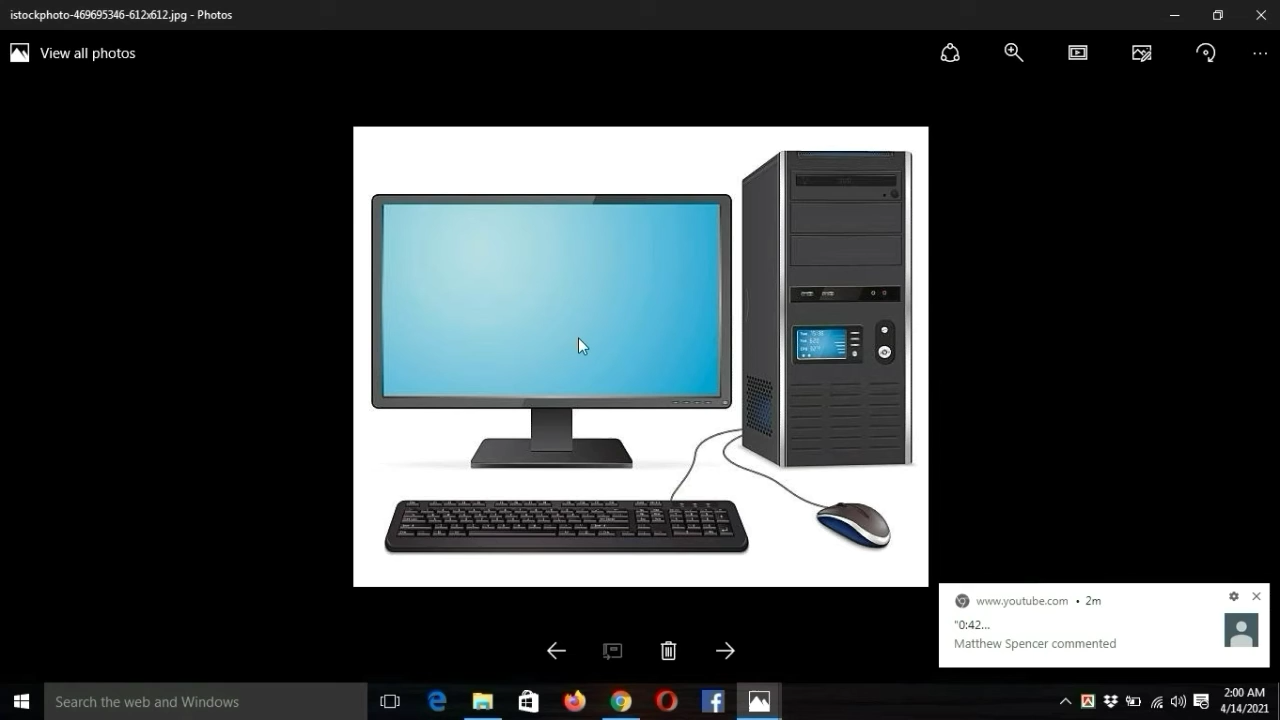 istockphoto-469695346-612x612.jpg - Photos
View all photos
www.youtube.com • 2m
"0:42...
Matthew Spencer commented
Search the web and Windows
2:00 AM
4/14/2021